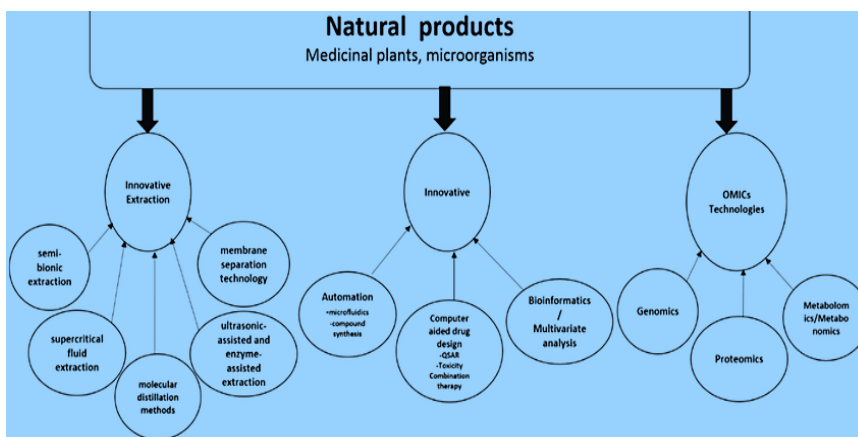 Natural products
Medicinal plants, microorganisms
Innovative
Extraction
Innovative
OMICs
Technologies
semi-
bionic
extraction
membrane
separation
technology
supercritical
fluid
extraction
molecular
distillation
methods
ultrasonic-
assisted and
enzyme-
assisted
extraction
Automation
•microfluidics
-compound
synthesis
Computer
aided drug
design
-QSAR
-Toxicity
Combination
therapy
Bioinformatics
/
Multivariate
analysis
Genomics
Proteomics
Metabolom
ics/Metabo
nomics